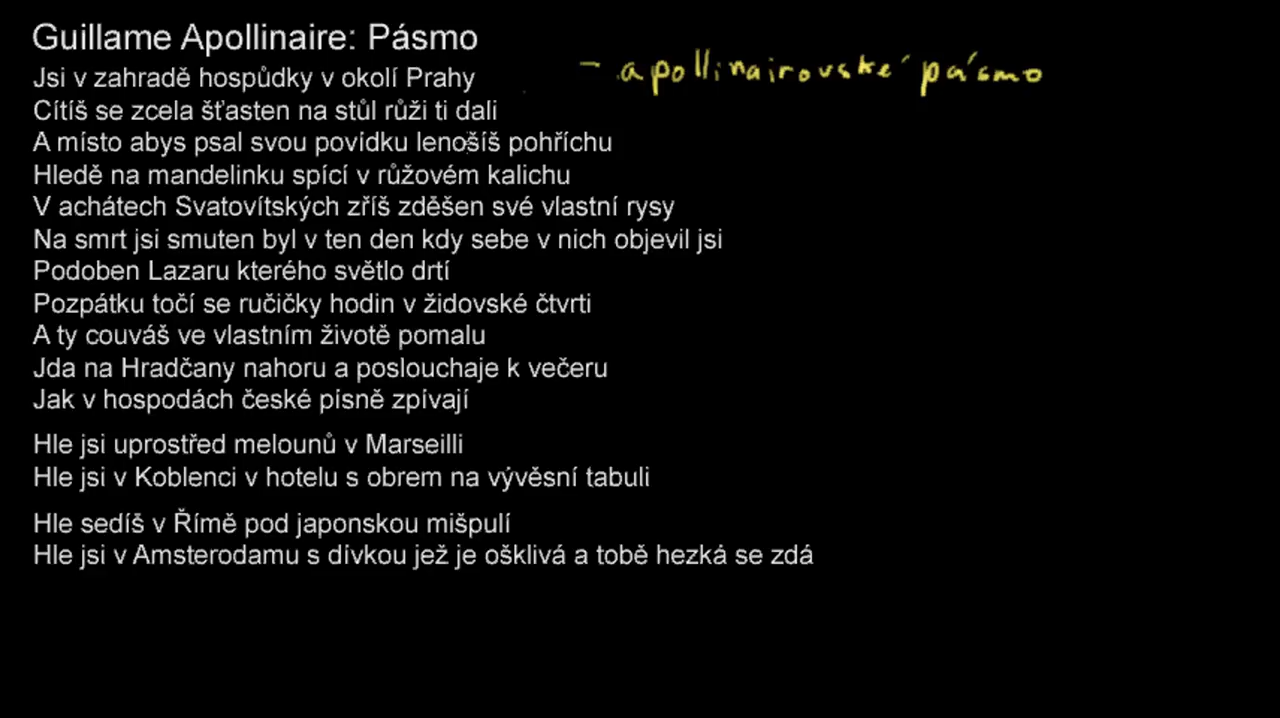 Guillame Apollinaire: Pásmo
- apollinairovské pásmo
Jsi v zahradě hospůdky v okolí Prahy
Cítíš se zcela šťasten na stůl růži ti dali
A místo abys psal svou povídku lenošíš pohříchu
Hledě na mandelinku spící v růžovém kalichu
V achátech Svatovítských zříš zděšen své vlastní rysy
Na smrt jsi smuten byl v ten den kdy sebe v nich objevil jsi
Podoben Lazaru kterého světlo drtí
Pozpátku točí se ručičky hodin v židovské čtvrti
A ty couváš ve vlastním životě pomalu
Jda na Hradčany nahoru a poslouchaje k večeru
Jak v hospodách české písně zpívají
Hle jsi uprostřed melounů v Marseilli
Hle jsi v Koblenci v hotelu s obrem na vývěsní tabuli
Hle sedíš v Římě pod japonskou mišpulí
Hle jsi v Amsterodamu s dívkou jež je ošklivá a tobě hezká se zdá